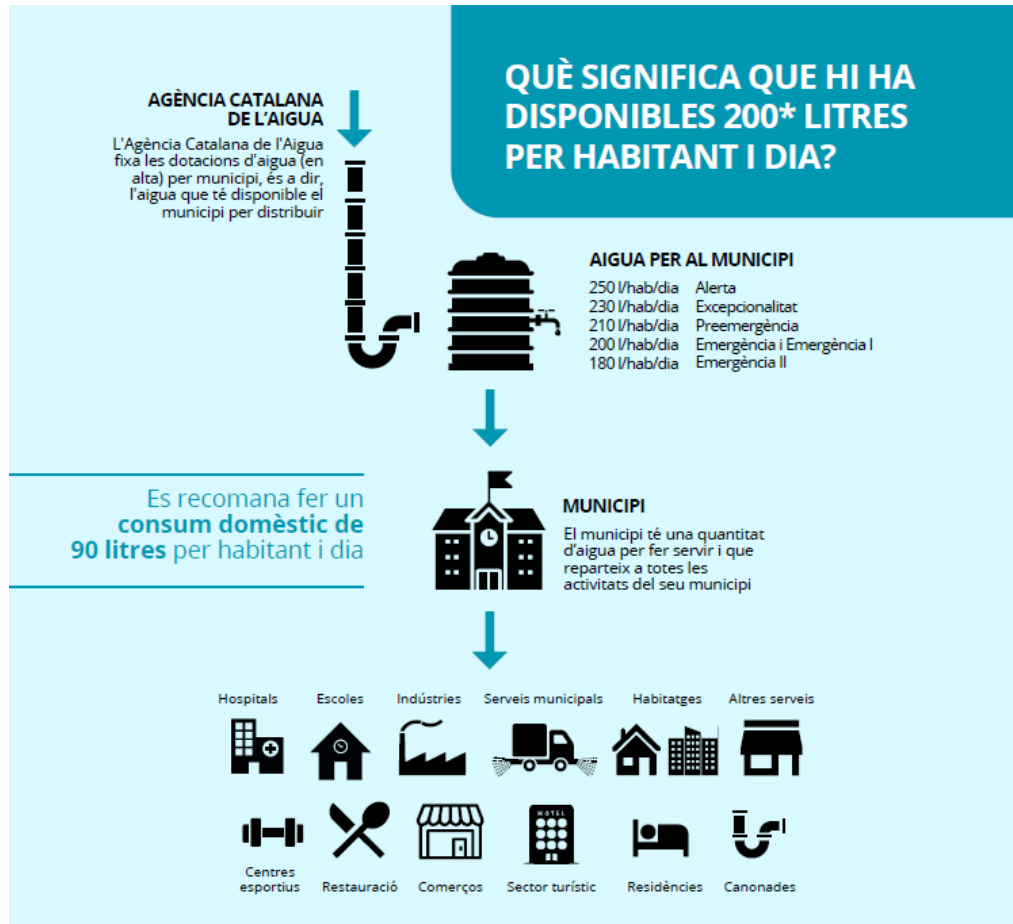 QUÈ SIGNIFICA QUE HI HA
DISPONIBLES 200* LITRES
PER HABITANT I DIA?
AGÈNCIA CATALANA
DE L'AIGUA
L'Agència Catalana de l'Aigua
fixa les dotacions d'aigua (en
alta) per municipi, és a dir,
l'aigua que té disponible el
municipi per distribuir
AIGUA PER AL MUNICIPI
250 l/hab/dia Alerta
230 l/hab/dia Excepcionalitat
210 l/hab/dia Preemergència
200 l/hab/dia Emergència i Emergència I
180 l/hab/dia Emergència II
Es recomana fer un
consum domèstic de
90 litres per habitant i dia
MUNICIPI
El municipi té una quantitat
d'aigua per fer servir i que
reparteix a totes les
activitats del seu municipi
Hospitals Escoles Indústries Serveis municipals Habitatges Altres serveis
HOTEL
Centres
esportius Restauració Comerços Sector turístic Residències Canonades